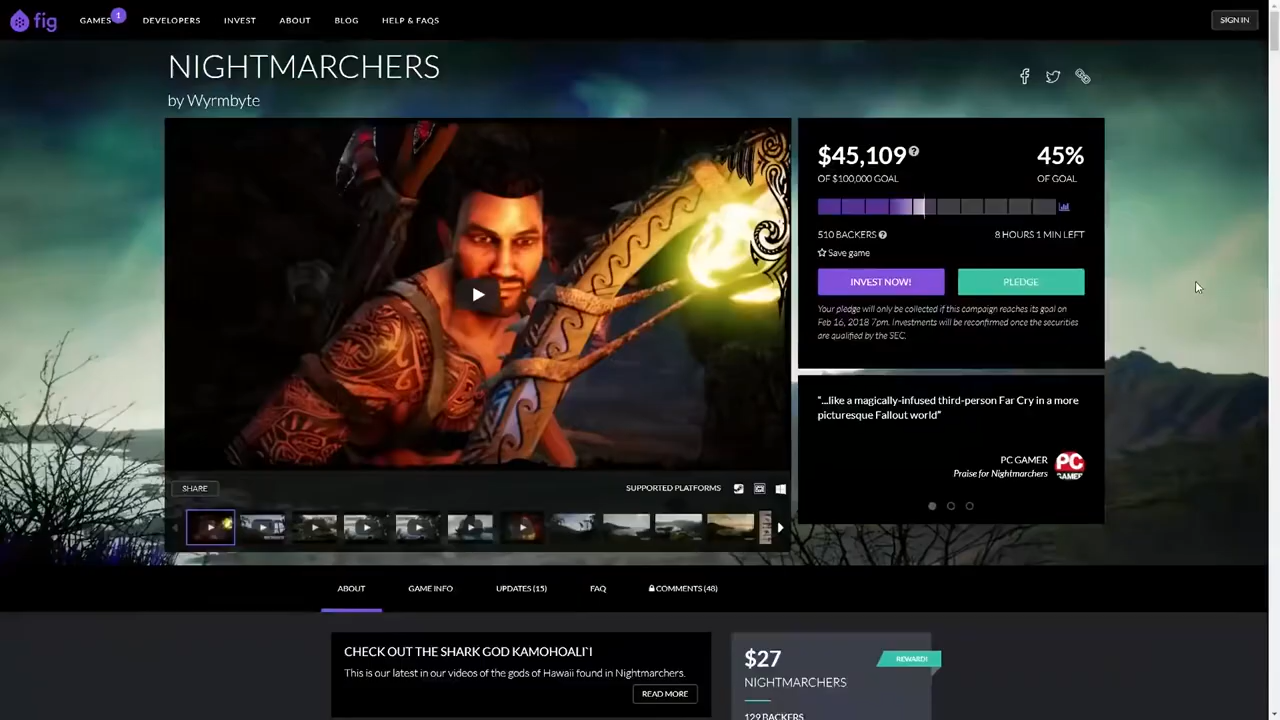 fig
GAMES 1
DEVELOPERS
INVEST
ABOUT
BLOG
HELP & FAQS
SIGN IN
NIGHTMARCHERS
by Wyrmbyte
$45,109
OF $100,000 GOAL
45%
OF GOAL
510 BACKERS
8 HOURS 1 MIN LEFT
Save game
INVEST NOW!
PLEDGE
Your pledge will only be collected if this campaign reaches its goal on
Feb 16, 2018 7pm. Investments will be reconfirmed once the securities
are qualified by the SEC.
"...like a magically-infused third-person Far Cry in a more
picturesque Fallout world"
PC GAMER
Praise for Nightmarchers
PC
GAMER
SHARE
SUPPORTED PLATFORMS
ABOUT
GAME INFO
UPDATES (15)
FAQ
COMMENTS (48)
CHECK OUT THE SHARK GOD KAMOHOALI`I
This is our latest in our videos of the gods of Hawaii found in Nightmarchers.
READ MORE
$27
REWARD!
NIGHTMARCHERS
129 BACKERS